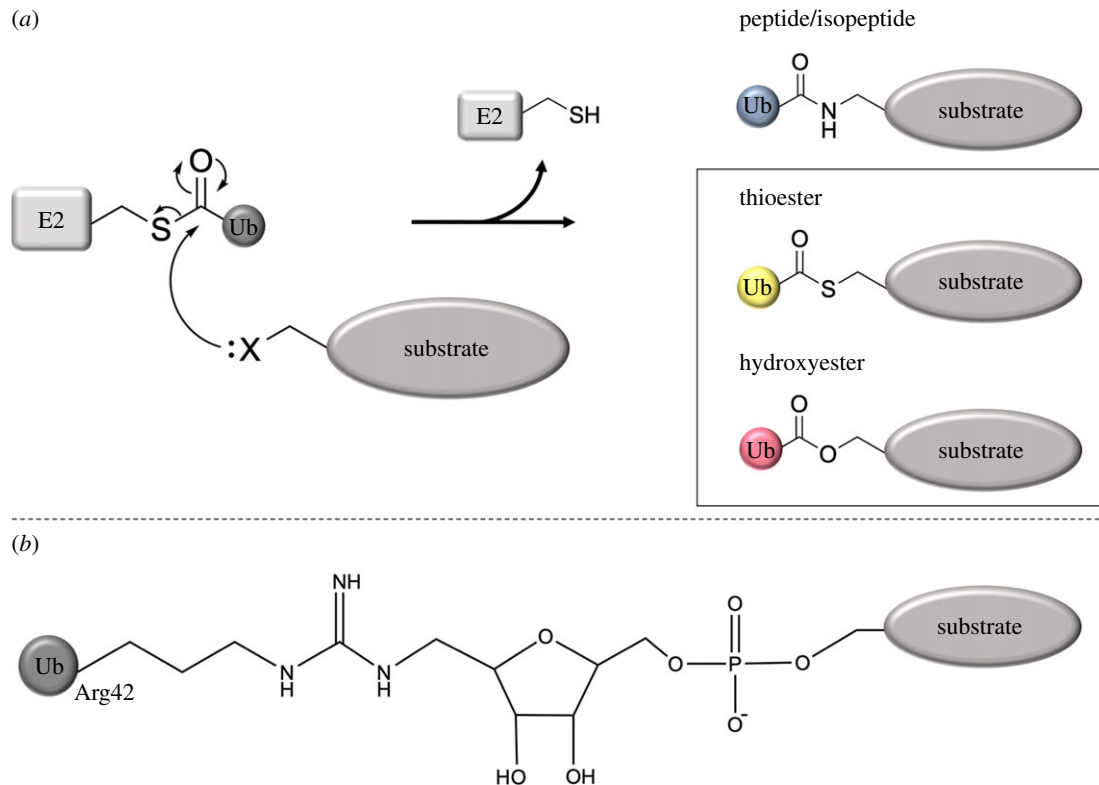 (a)
peptide/isopeptide
O
Ub
N
H
substrate
E2
SH
O
E2
S
Ub
:X
substrate
thioester
O
Ub
S
substrate
hydroxyester
O
Ub
O
substrate
(b)
NH
Ub
Arg42
N
H
N
H
O
HO
OH
O
O
P
O
O-
substrate